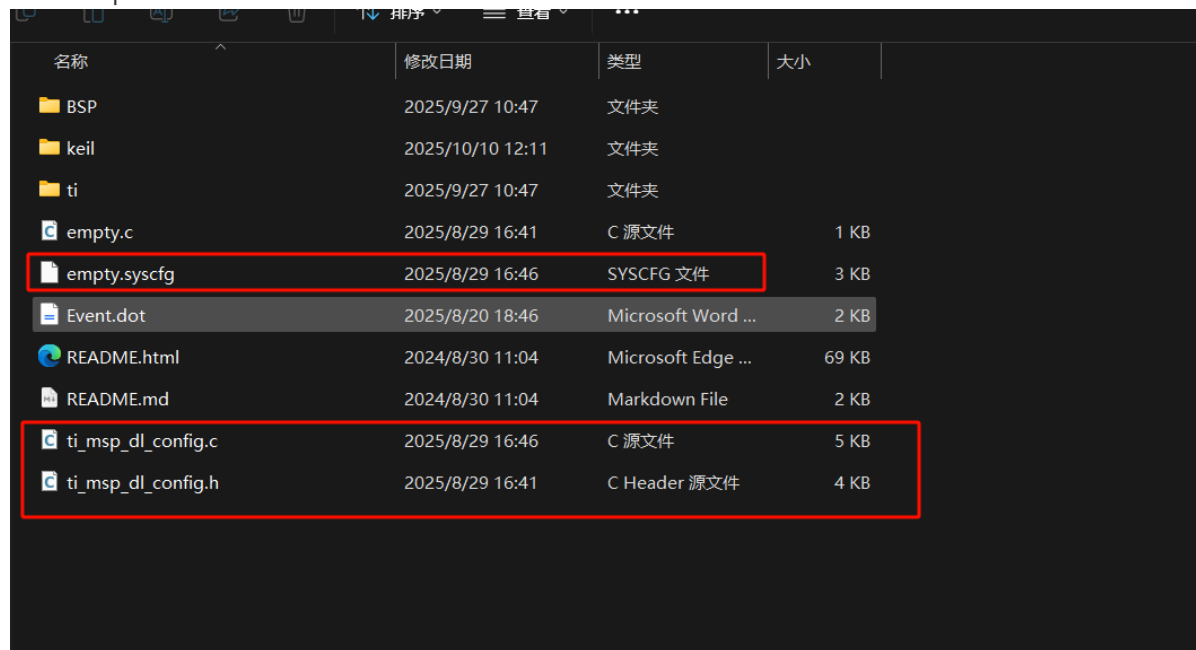 排序 查看
名称 修改日期 类型 大小
BSP 2025/9/27 10:47 文件夹
keil 2025/10/10 12:11 文件夹
ti 2025/9/27 10:47 文件夹
empty.c 2025/8/29 16:41 C 源文件 1 KB
empty.syscfg 2025/8/29 16:46 SYSCFG 文件 3 KB
Event.dot 2025/8/20 18:46 Microsoft Word ... 2 KB
README.html 2024/8/30 11:04 Microsoft Edge ... 69 KB
README.md 2024/8/30 11:04 Markdown File 2 KB
ti_msp_dl_config.c 2025/8/29 16:46 C 源文件 5 KB
ti_msp_dl_config.h 2025/8/29 16:41 C Header 源文件 4 KB